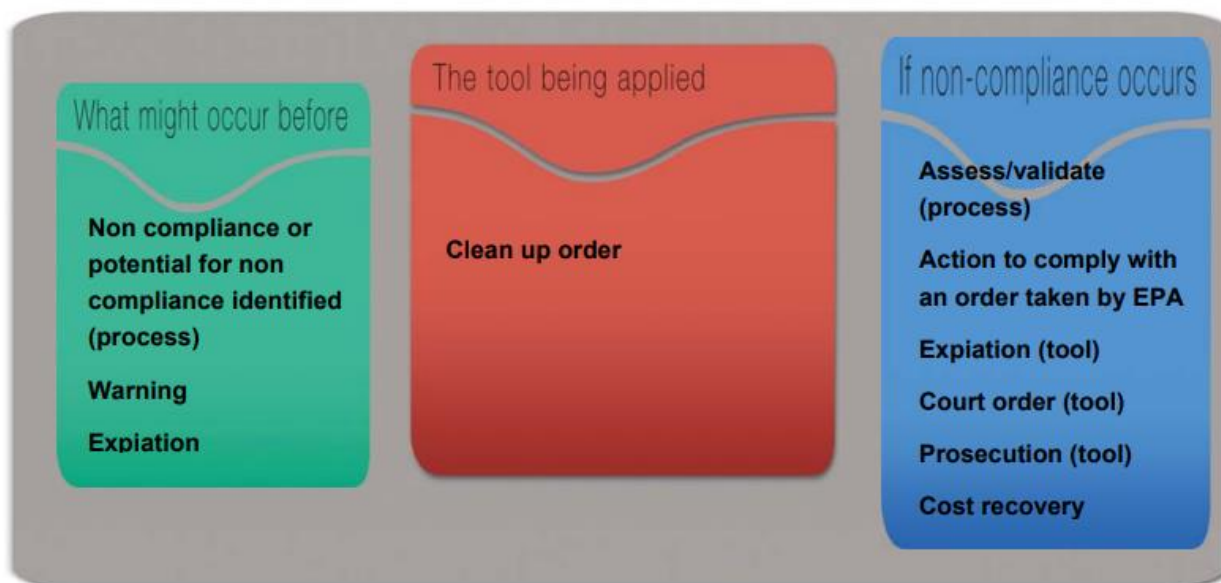 What might occur before
Non compliance or
potential for non
compliance identified
(process)
Warning
Expiation
The tool being applied
Clean up order
If non-compliance occurs
Assess/validate
(process)
Action to comply with
an order taken by EPA
Expiation (tool)
Court order (tool)
Prosecution (tool)
Cost recovery